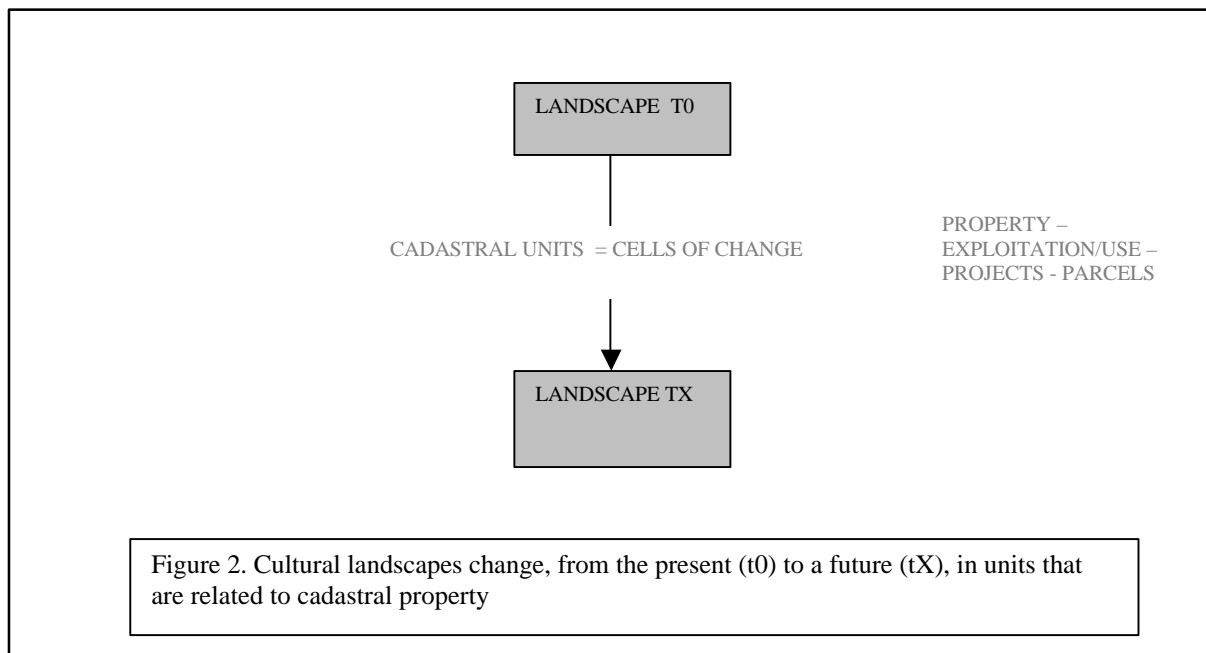 LANDSCAPE T0
CADASTRAL UNITS = CELLS OF CHANGE
PROPERTY –
EXPLOITATION/USE –
PROJECTS - PARCELS
LANDSCAPE TX
Figure 2. Cultural landscapes change, from the present (t0) to a future (tX), in units that
are related to cadastral property